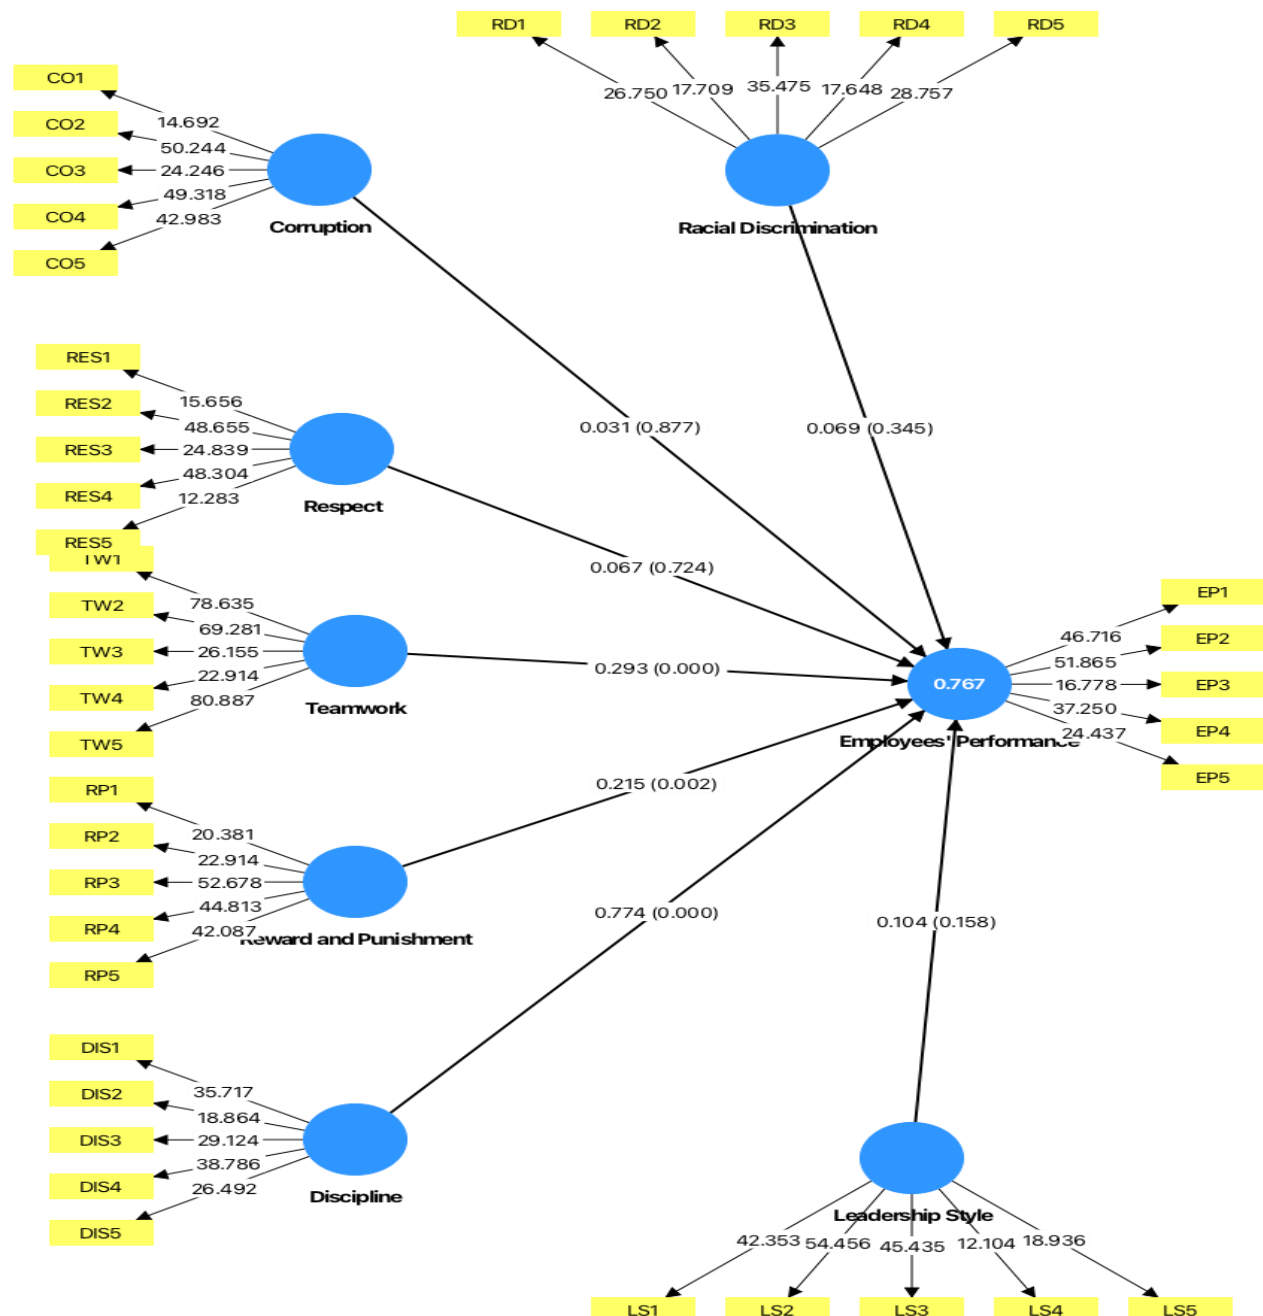 RD1 RD2 RD3 RD4 RD5
26.750 17.709 35.475 17.648 28.757
Racial Discrimination
CO1
CO2
CO3
CO4
CO5
14.692
50.244
24.246
49.318
42.983
Corruption
0.031 (0.877)
0.069 (0.345)
RES1
RES2
RES3
RES4
RES5
15.656
48.655
24.839
48.304
12.283
Respect
0.067 (0.724)
TW1
TW2
TW3
TW4
TW5
78.635
69.281
26.155
22.914
80.887
Teamwork
0.293 (0.000)
0.767
Employees' Performance
46.716
51.865
16.778
37.250
24.437
EP1
EP2
EP3
EP4
EP5
RP1
RP2
RP3
RP4
RP5
20.381
22.914
52.678
44.813
42.087
Reward and Punishment
0.215 (0.002)
0.774 (0.000)
0.104 (0.158)
DIS1
DIS2
DIS3
DIS4
DIS5
35.717
18.864
29.124
38.786
26.492
Discipline
Leadership Style
42.353 54.456 45.435 12.104 18.936
LS1 LS2 LS3 LS4 LS5